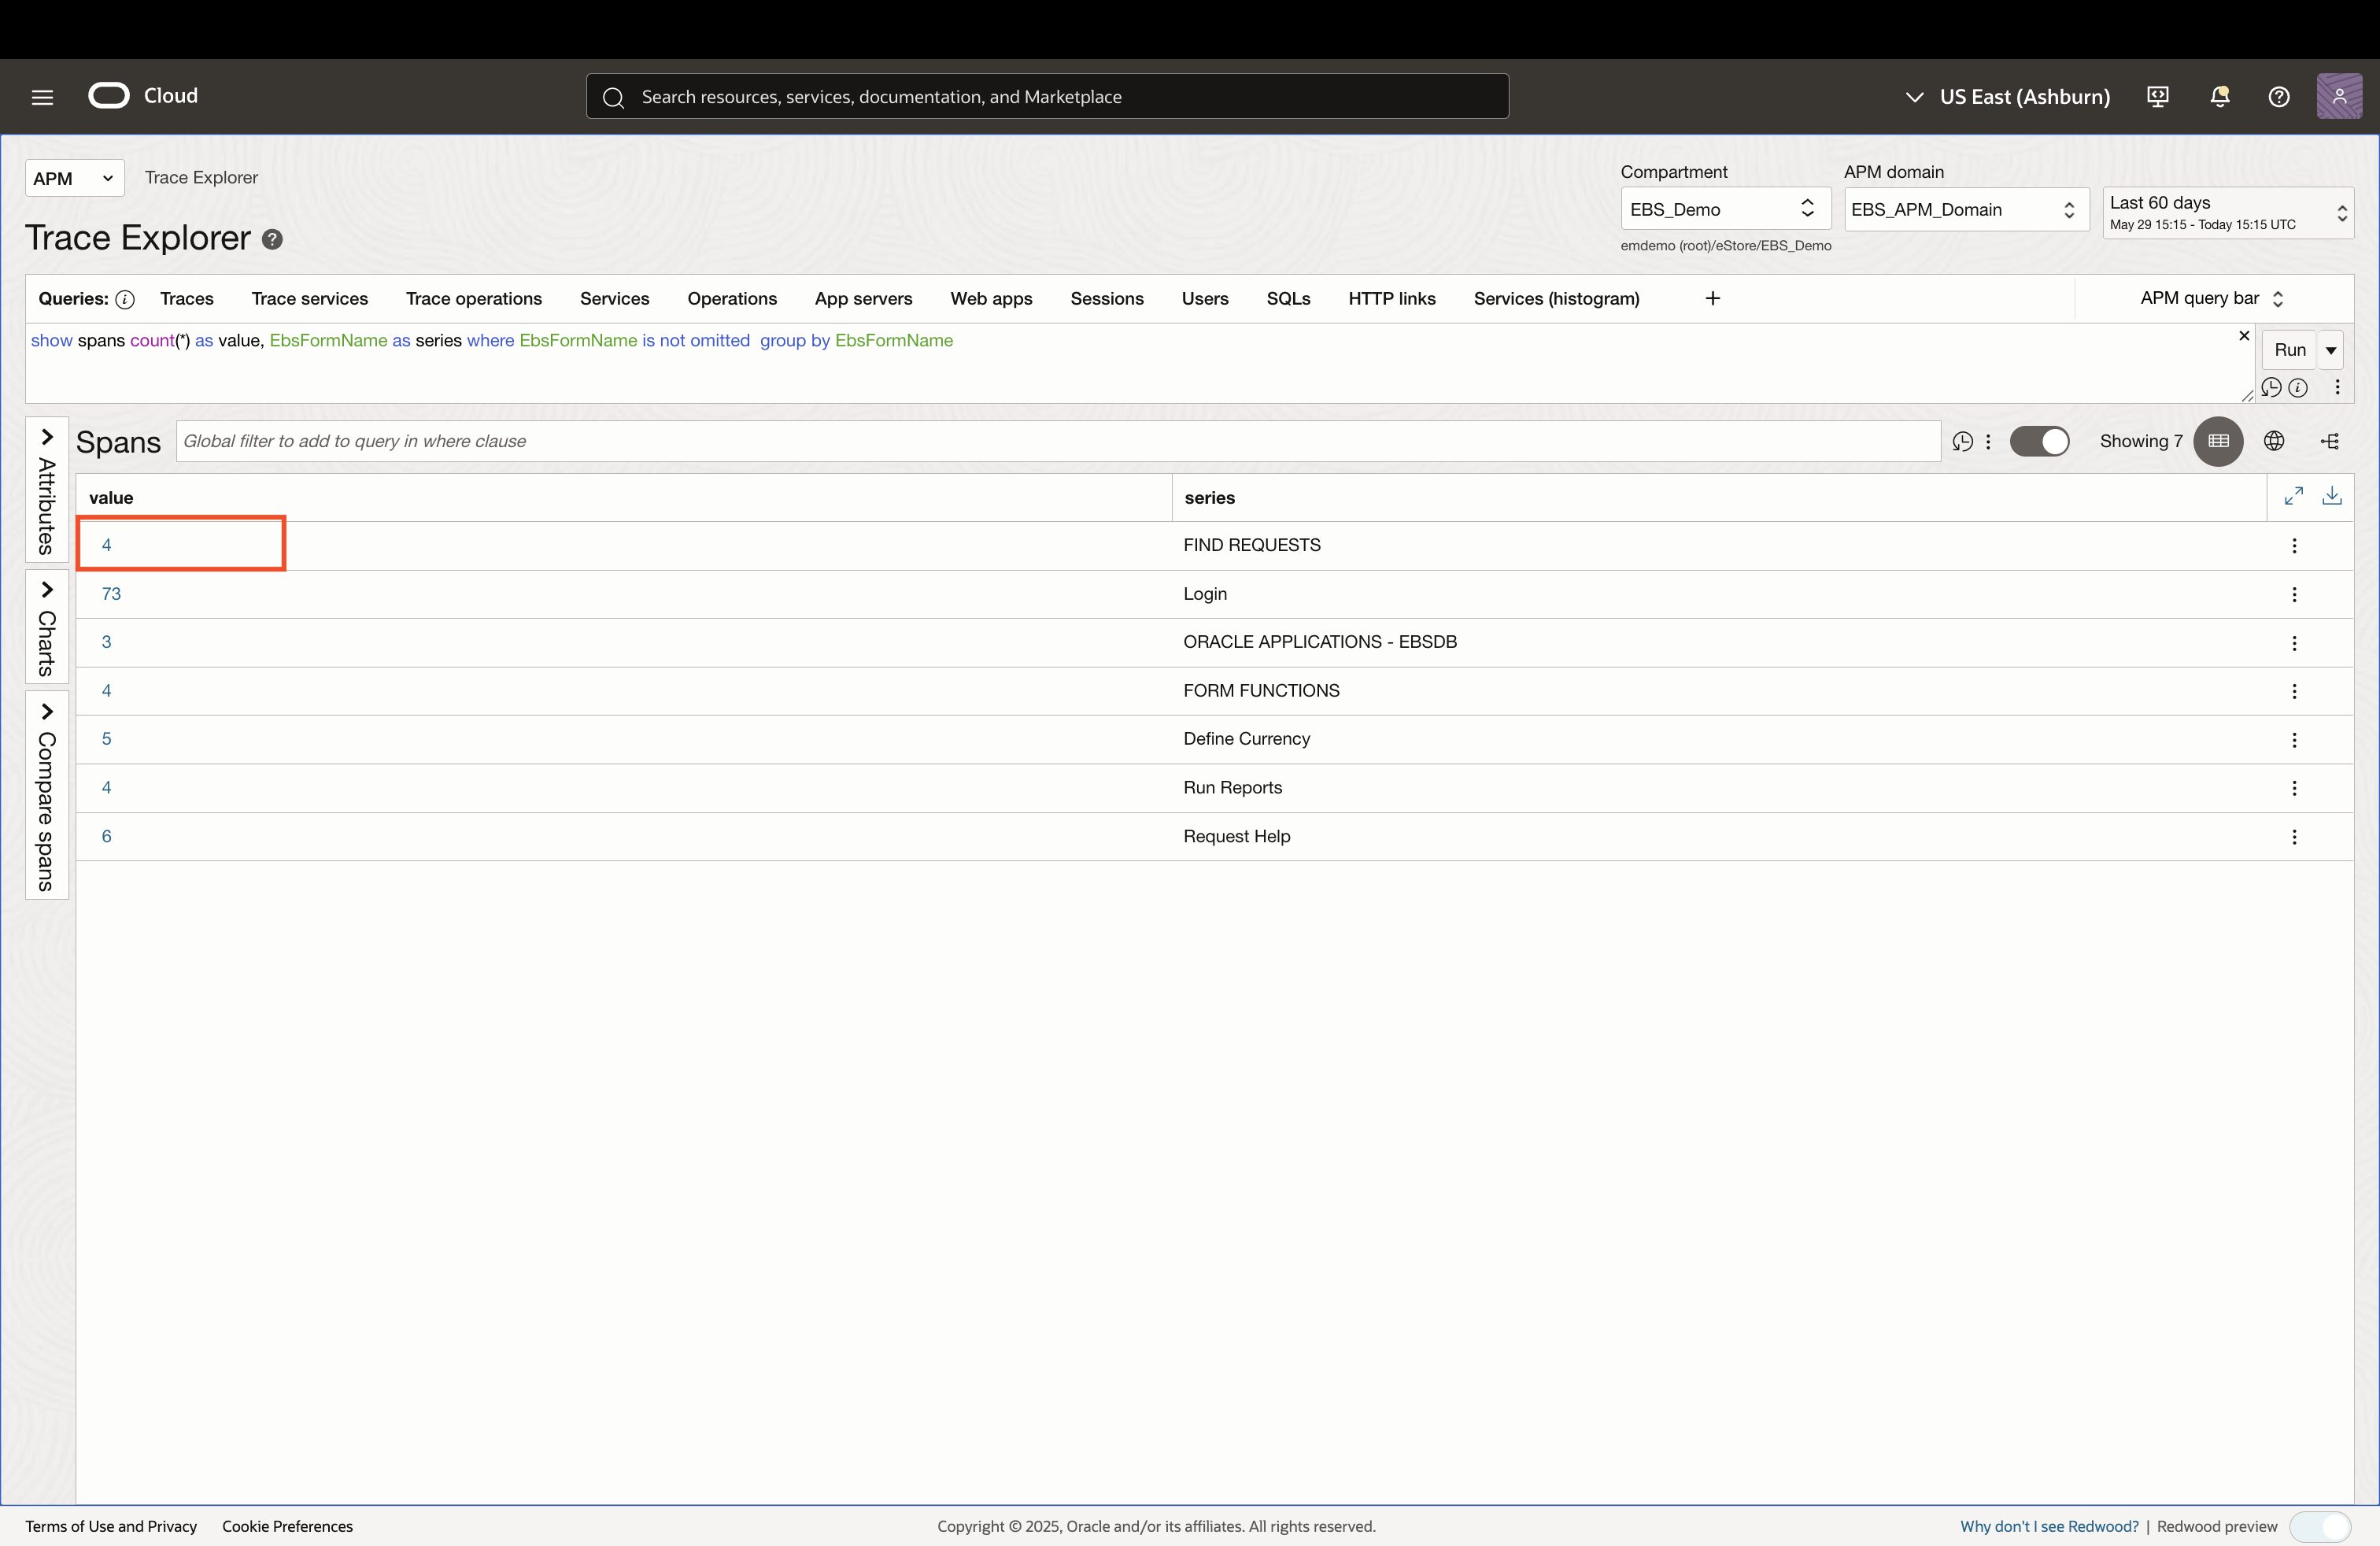 Cloud
Search resources, services, documentation, and Marketplace
US East (Ashburn)
APM
Trace Explorer
Compartment
EBS_Demo
emdemo (root)/eStore/EBS_Demo
APM domain
EBS_APM_Domain
Last 60 days
May 29 15:15 - Today 15:15 UTC
Trace Explorer
Queries: Traces Trace services Trace operations Services Operations App servers Web apps Sessions Users SQLs HTTP links Services (histogram) + APM query bar
show spans count(*) as value, EbsFormName as series where EbsFormName is not omitted group by EbsFormName
Run
Attributes
Charts
Compare spans
Spans Global filter to add to query in where clause Showing 7
value series
4 FIND REQUESTS
73 Login
3 ORACLE APPLICATIONS - EBSDB
4 FORM FUNCTIONS
5 Define Currency
4 Run Reports
6 Request Help
Terms of Use and Privacy Cookie Preferences Copyright © 2025, Oracle and/or its affiliates. All rights reserved. Why don't I see Redwood? | Redwood preview